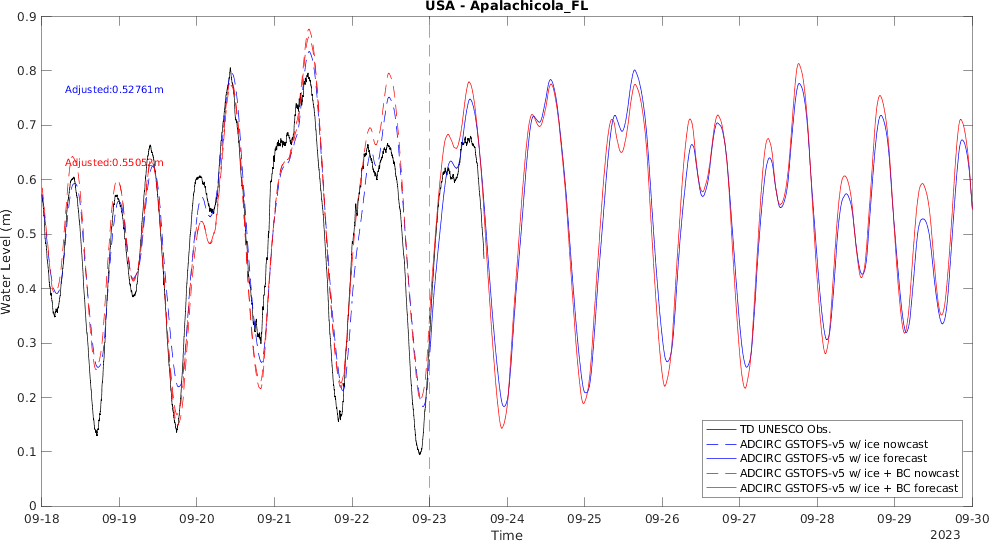 USA - Apalachicola_FL
0.9
0.8
0.7
0.6
0.5
0.4
0.3
0.2
0.1
0
Water Level (m)
Adjusted:0.52761m
Adjusted:0.55052m
TD UNESCO Obs.
ADCIRC GSTOFS-v5 w/ ice nowcast
ADCIRC GSTOFS-v5 w/ ice forecast
ADCIRC GSTOFS-v5 w/ ice + BC nowcast
ADCIRC GSTOFS-v5 w/ ice + BC forecast
09-18 09-19 09-20 09-21 09-22 09-23 09-24 09-25 09-26 09-27 09-28 09-29 09-30
Time
2023